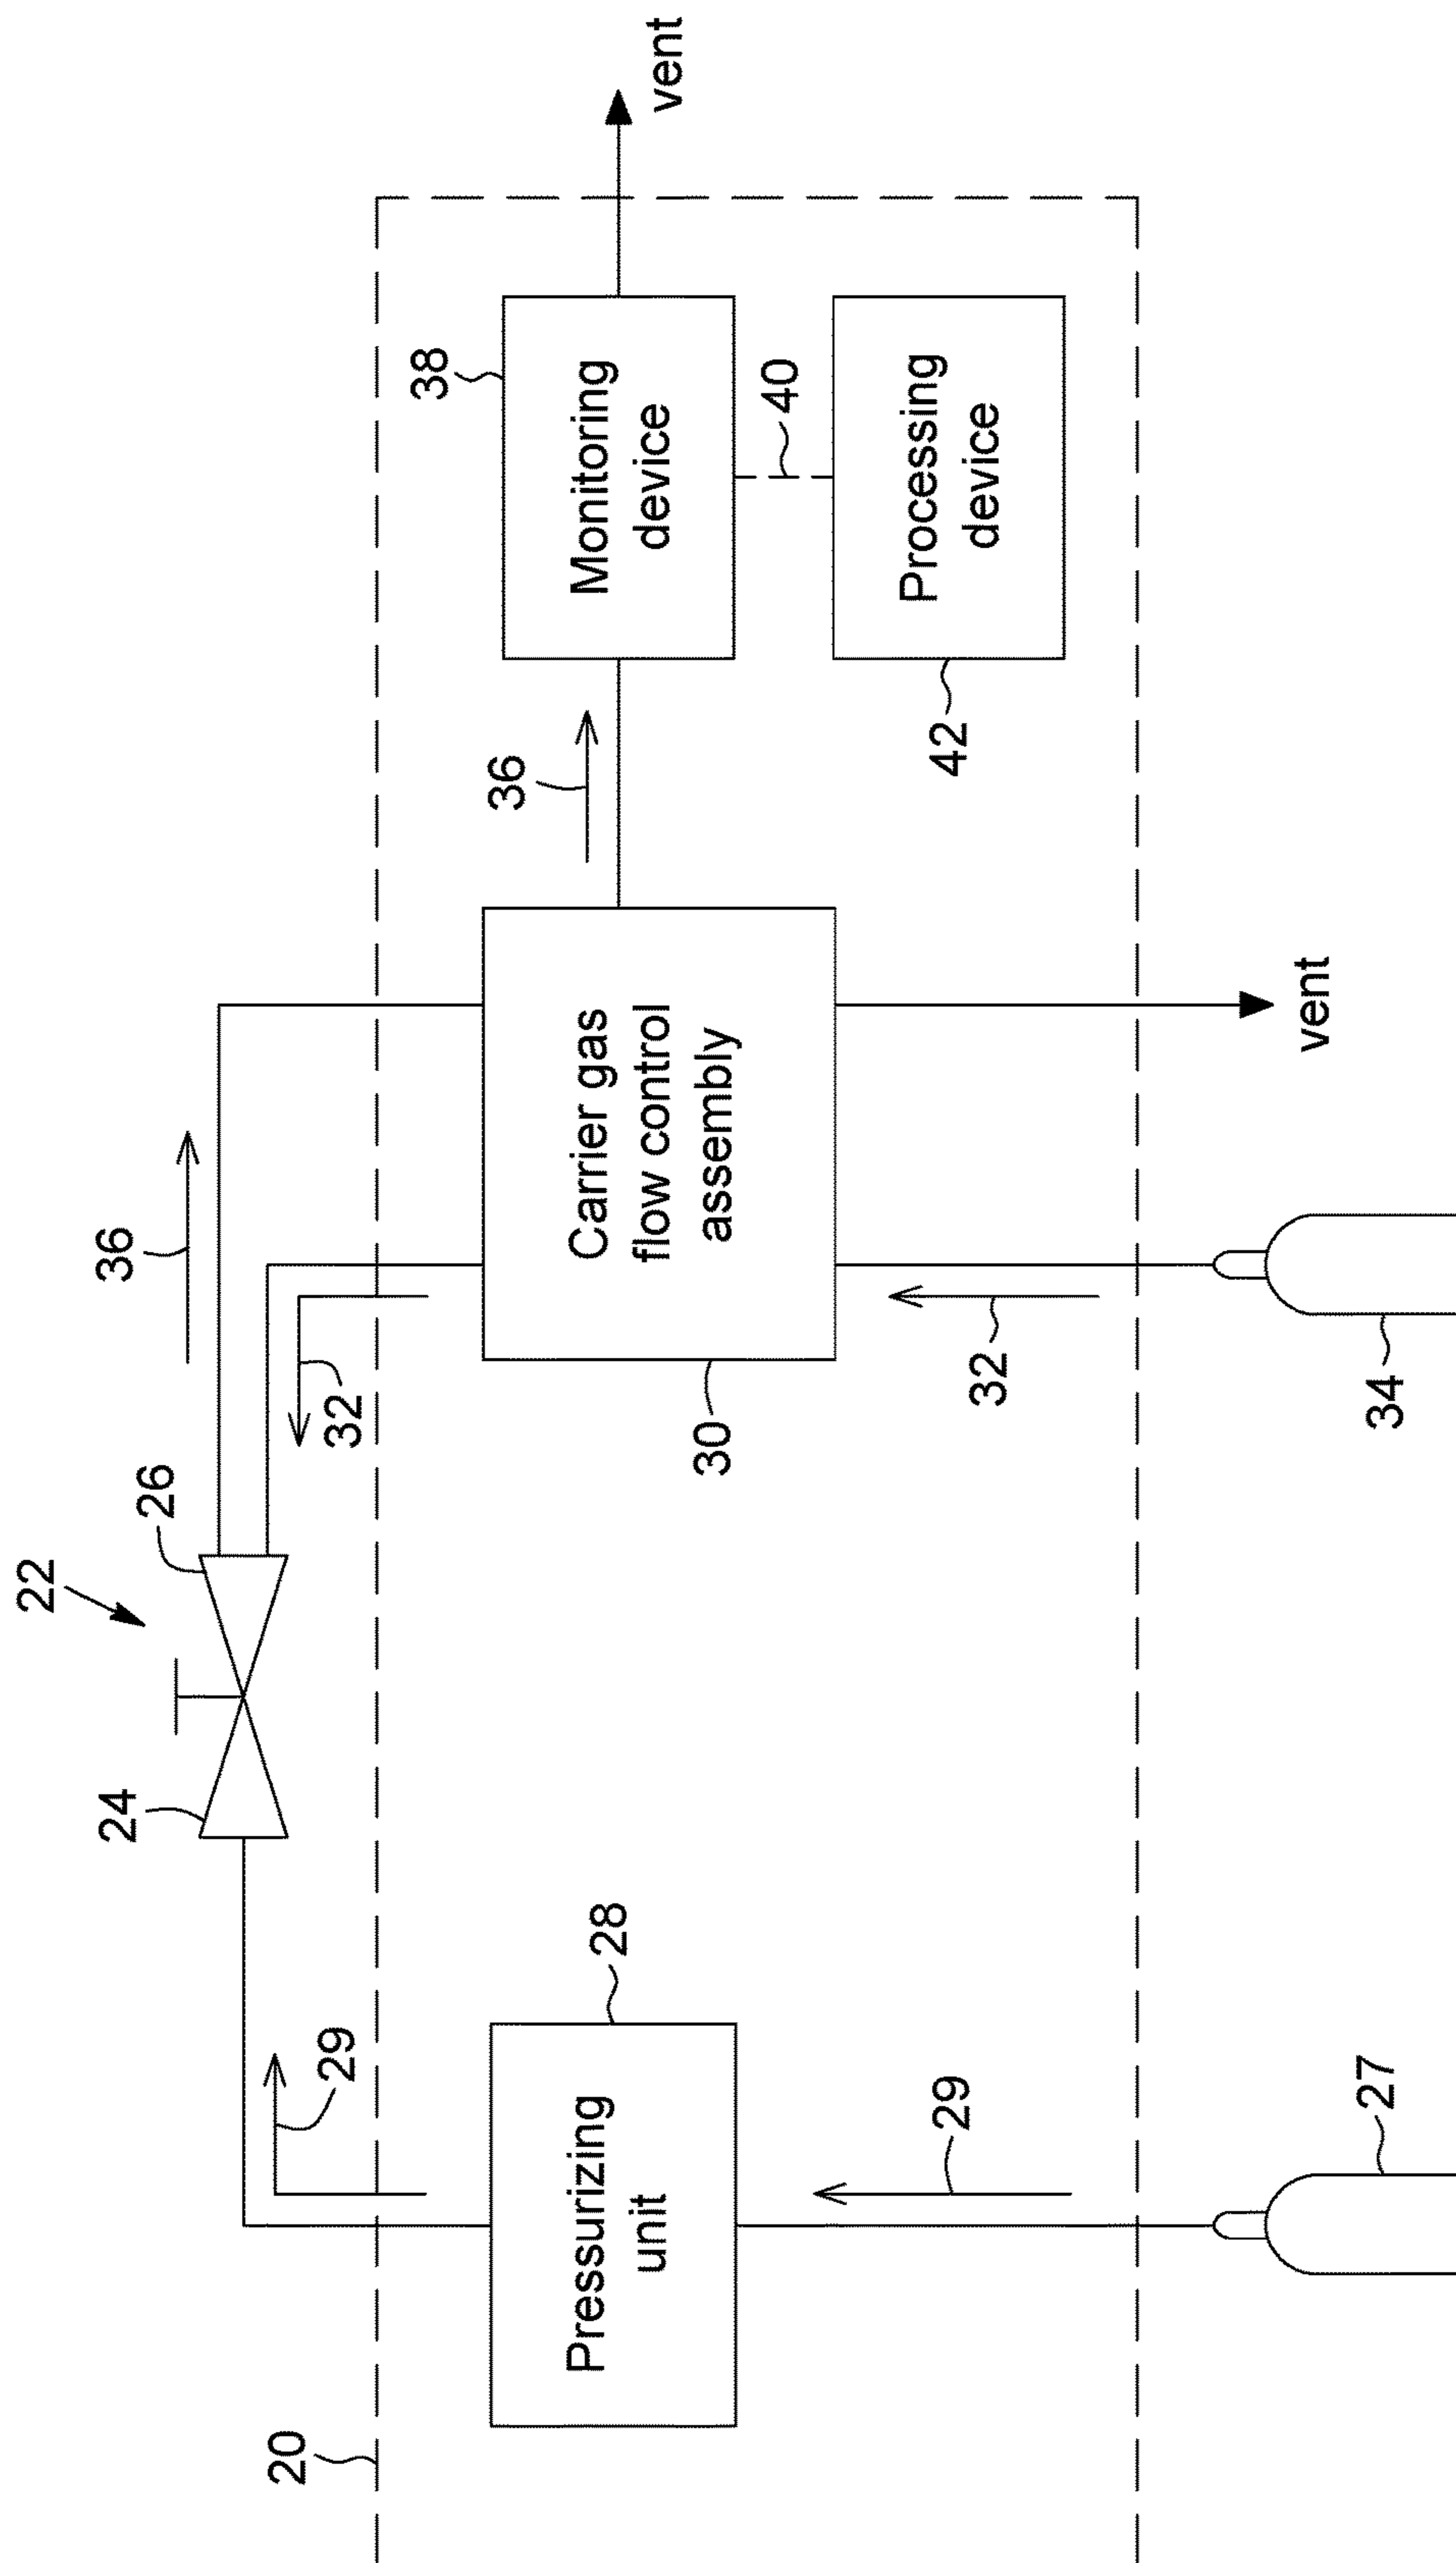 22
24
26
36
32
29
20
Pressurizing
unit
28
Carrier gas
flow control
assembly
30
36
38
Monitoring
device
vent
40
Processing
device
42
29
32
27
34
vent